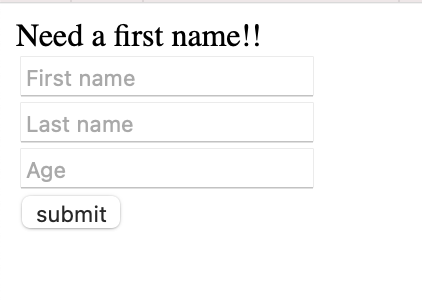 Need a first name!!
First name
Last name
Age
submit